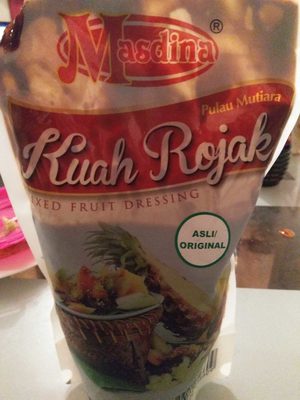 Masdina®
Pulau Mutiara
Kuah Rojak
MIXED FRUIT DRESSING
ASLI/
ORIGINAL